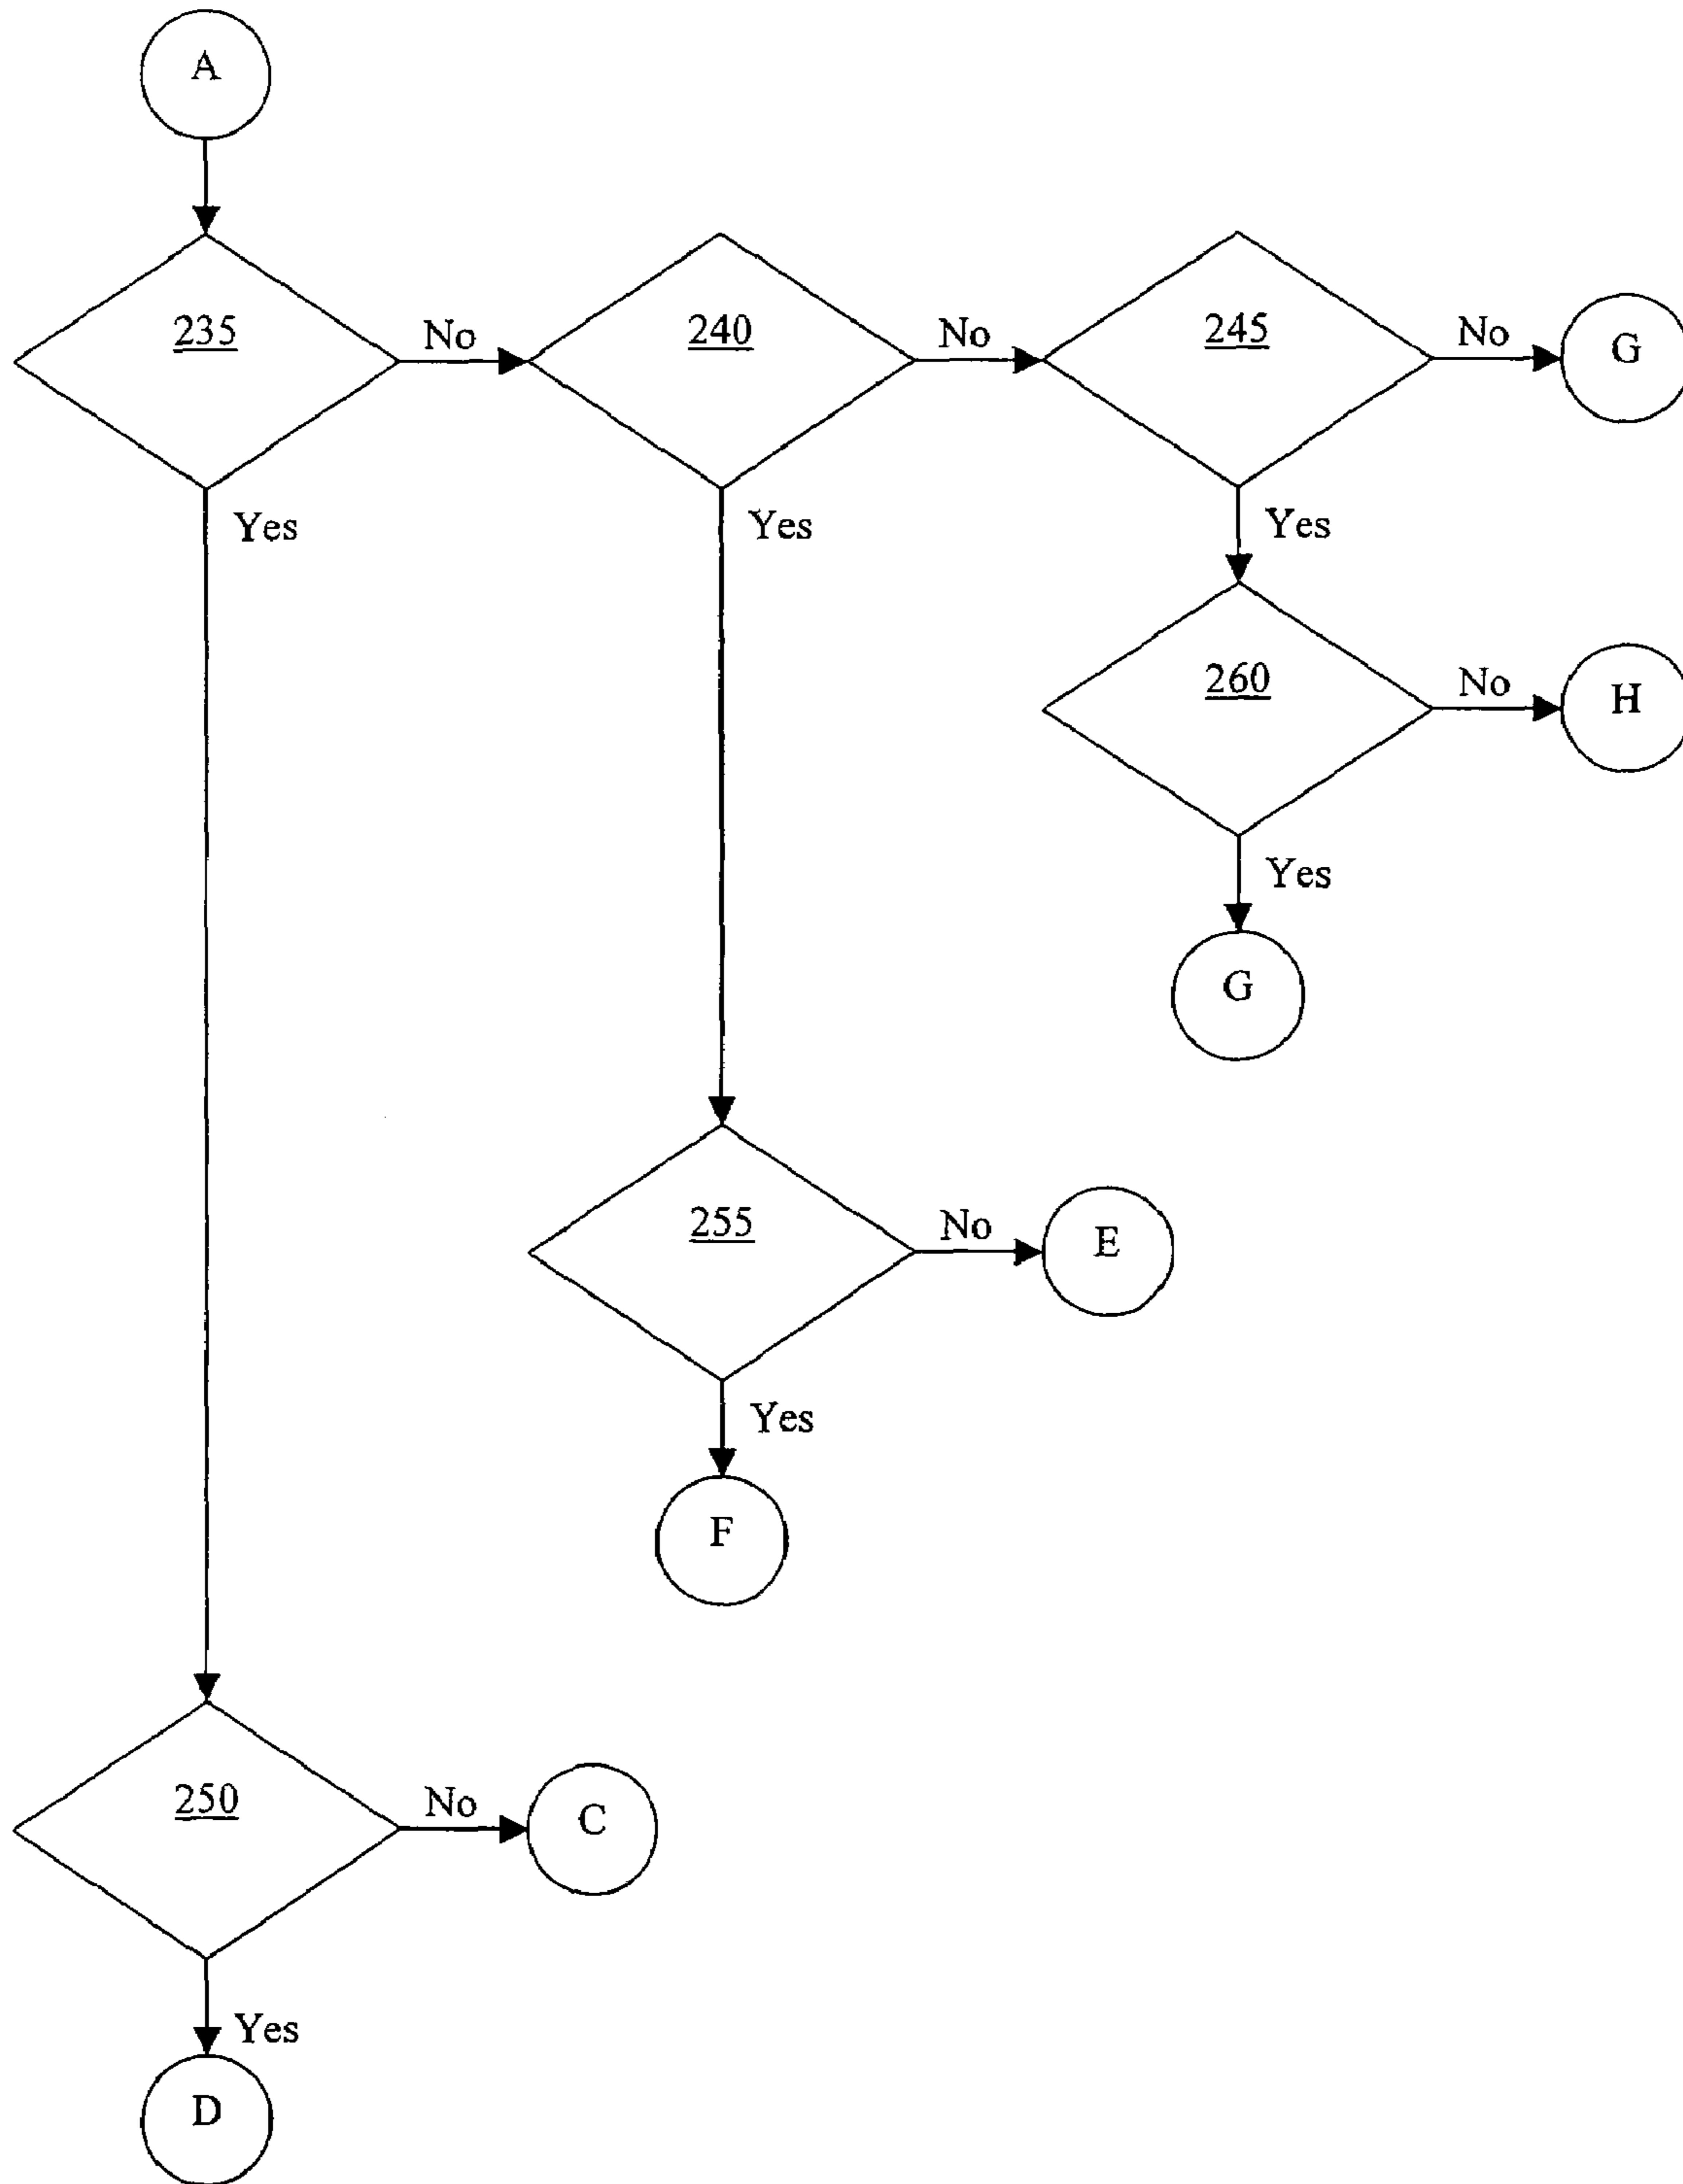 A
235
No
240
No
245
No
G
Yes
Yes
Yes
260
No
H
Yes
G
255
No
E
Yes
F
250
No
C
Yes
D